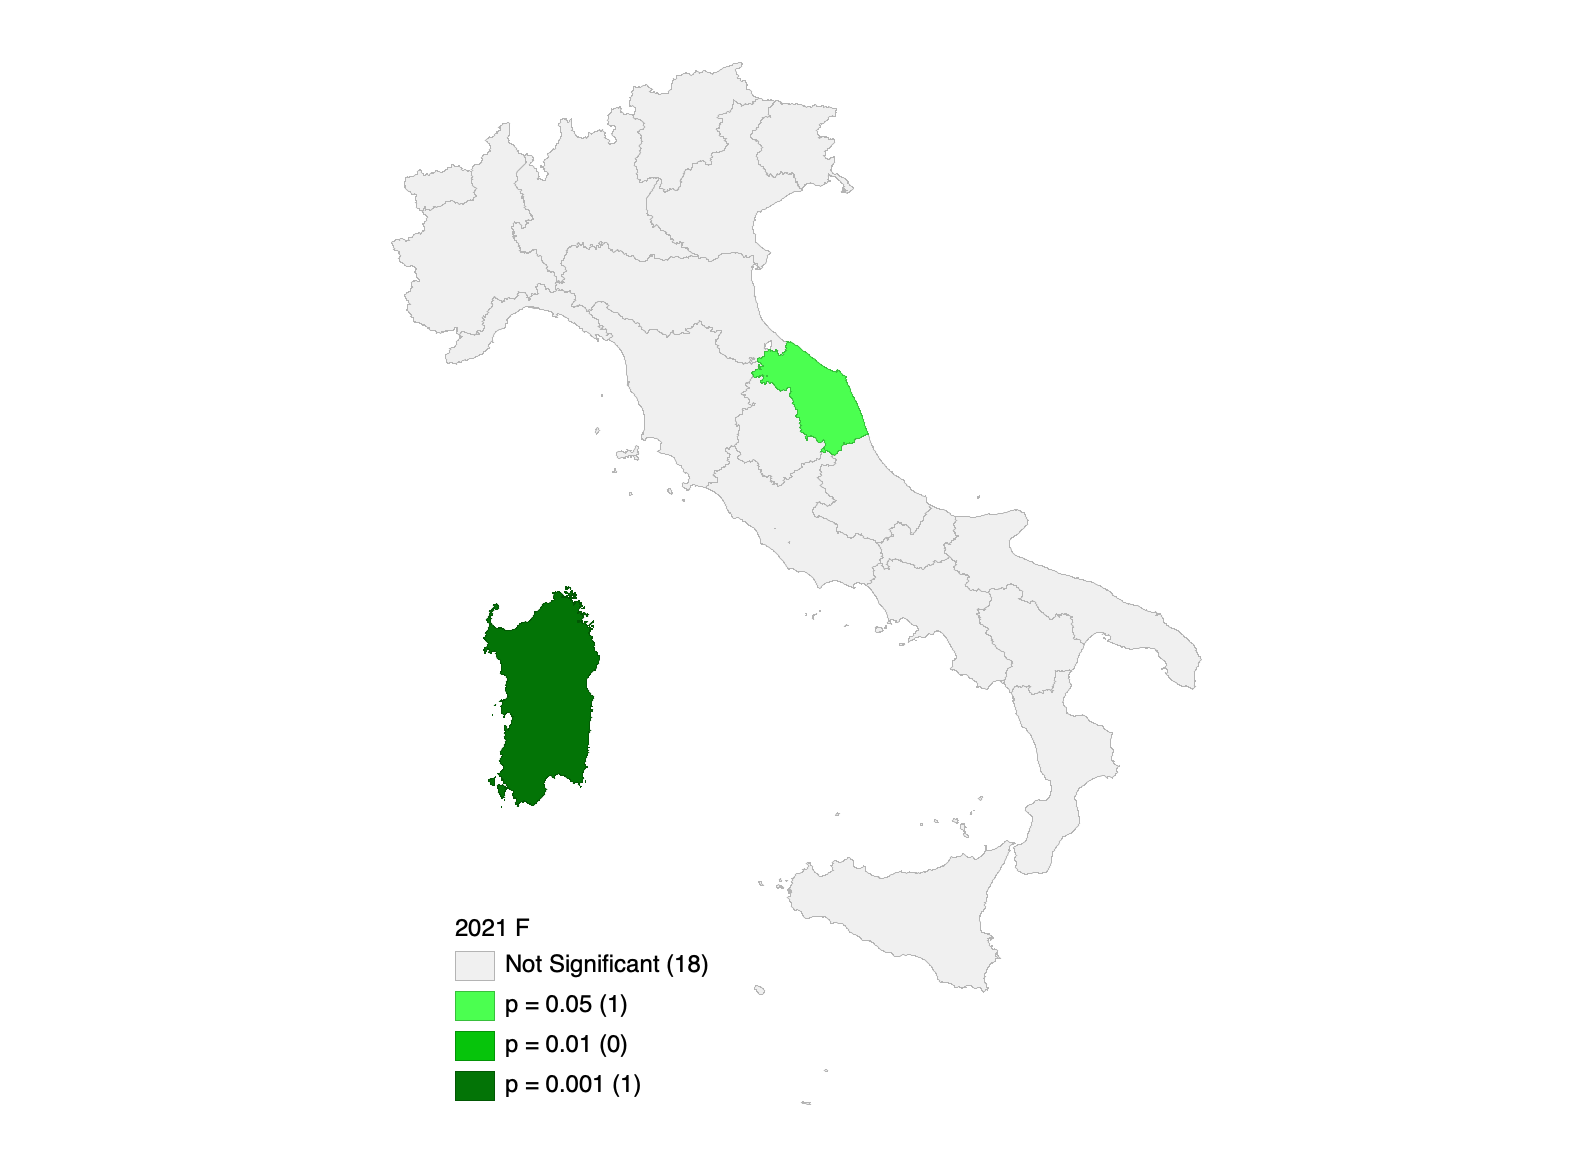 2021 F
Not Significant (18)
p = 0.05 (1)
p = 0.01 (0)
p = 0.001 (1)